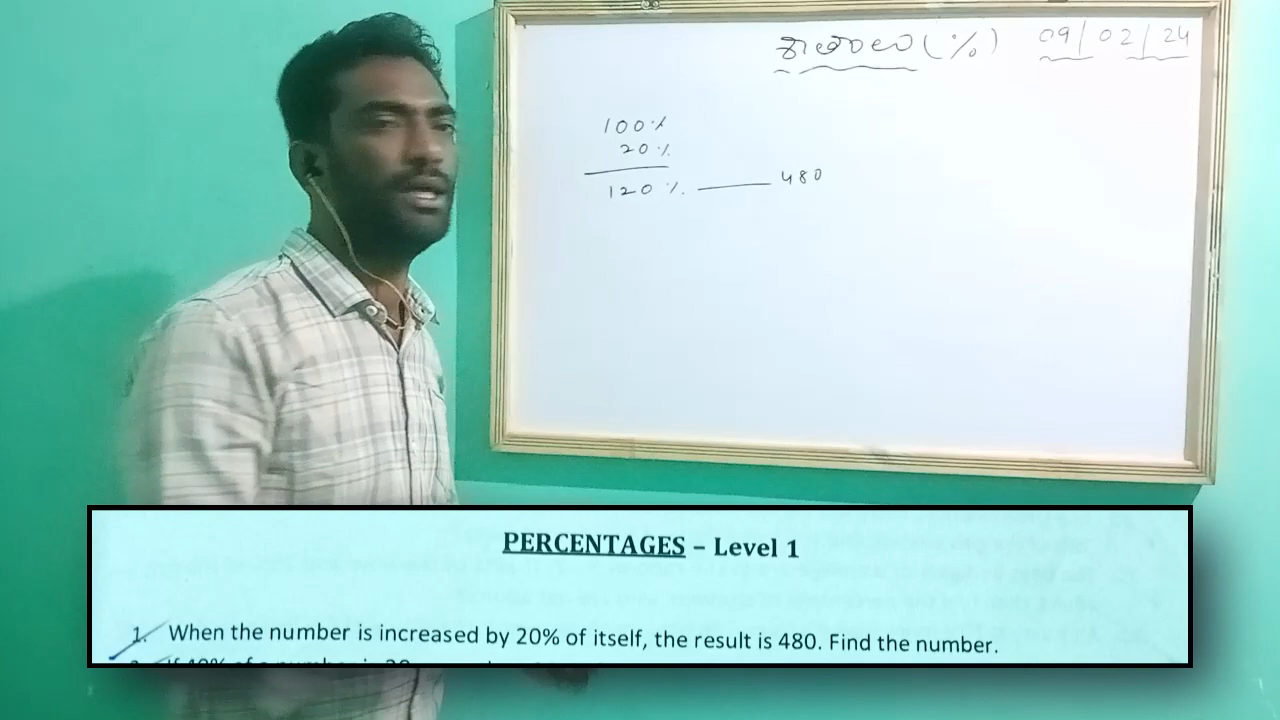 ಶೇಕಡಾ (%) 09/02/24
100%
20%
120% —— 480
PERCENTAGES – Level 1
1. When the number is increased by 20% of itself, the result is 480. Find the number.